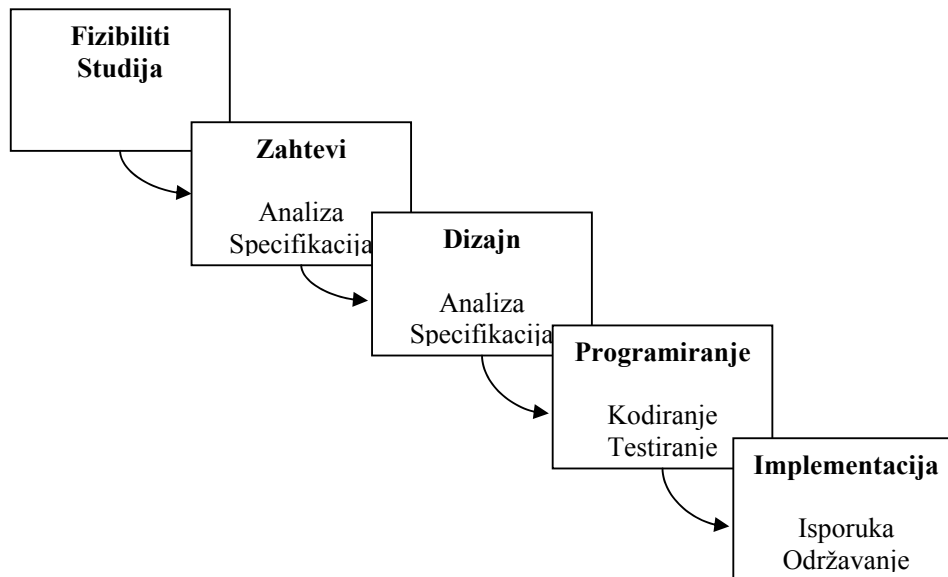 Fizibiliti
Studija
Zahtevi
Analiza
Specifikacija
Dizajn
Analiza
Specifikacija
Programiranje
Kodiranje
Testiranje
Implementacija
Isporuka
Održavanje